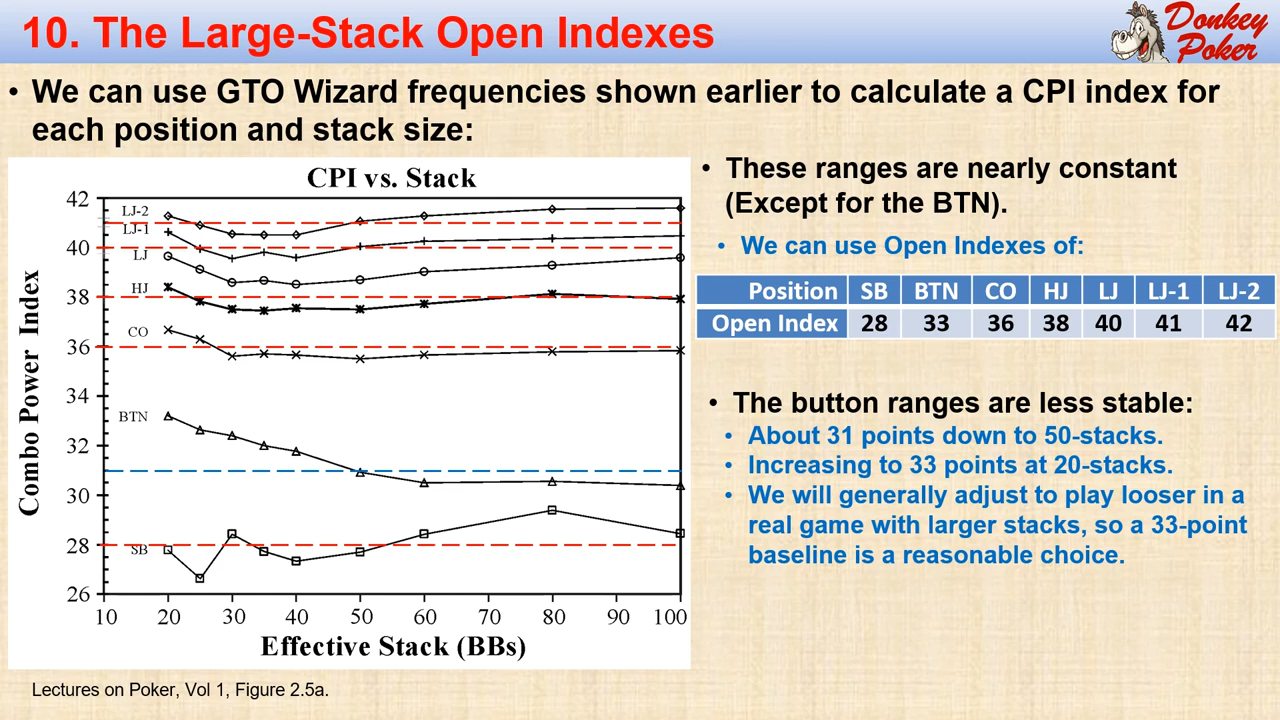 10. The Large-Stack Open Indexes
Donkey
Poker
• We can use GTO Wizard frequencies shown earlier to calculate a CPI index for
each position and stack size:
CPI vs. Stack
42
40
38
36
34
32
30
28
26
LJ-2
LJ-1
LJ
HJ
CO
BTN
SB
10 20 30 40 50 60 70 80 90 100
Combo Power Index
Effective Stack (BBs)
• These ranges are nearly constant
(Except for the BTN).
• We can use Open Indexes of:
Position SB BTN CO HJ LJ LJ-1 LJ-2
Open Index 28 33 36 38 40 41 42
• The button ranges are less stable:
• About 31 points down to 50-stacks.
• Increasing to 33 points at 20-stacks.
• We will generally adjust to play looser in a
real game with larger stacks, so a 33-point
baseline is a reasonable choice.
Lectures on Poker, Vol 1, Figure 2.5a.